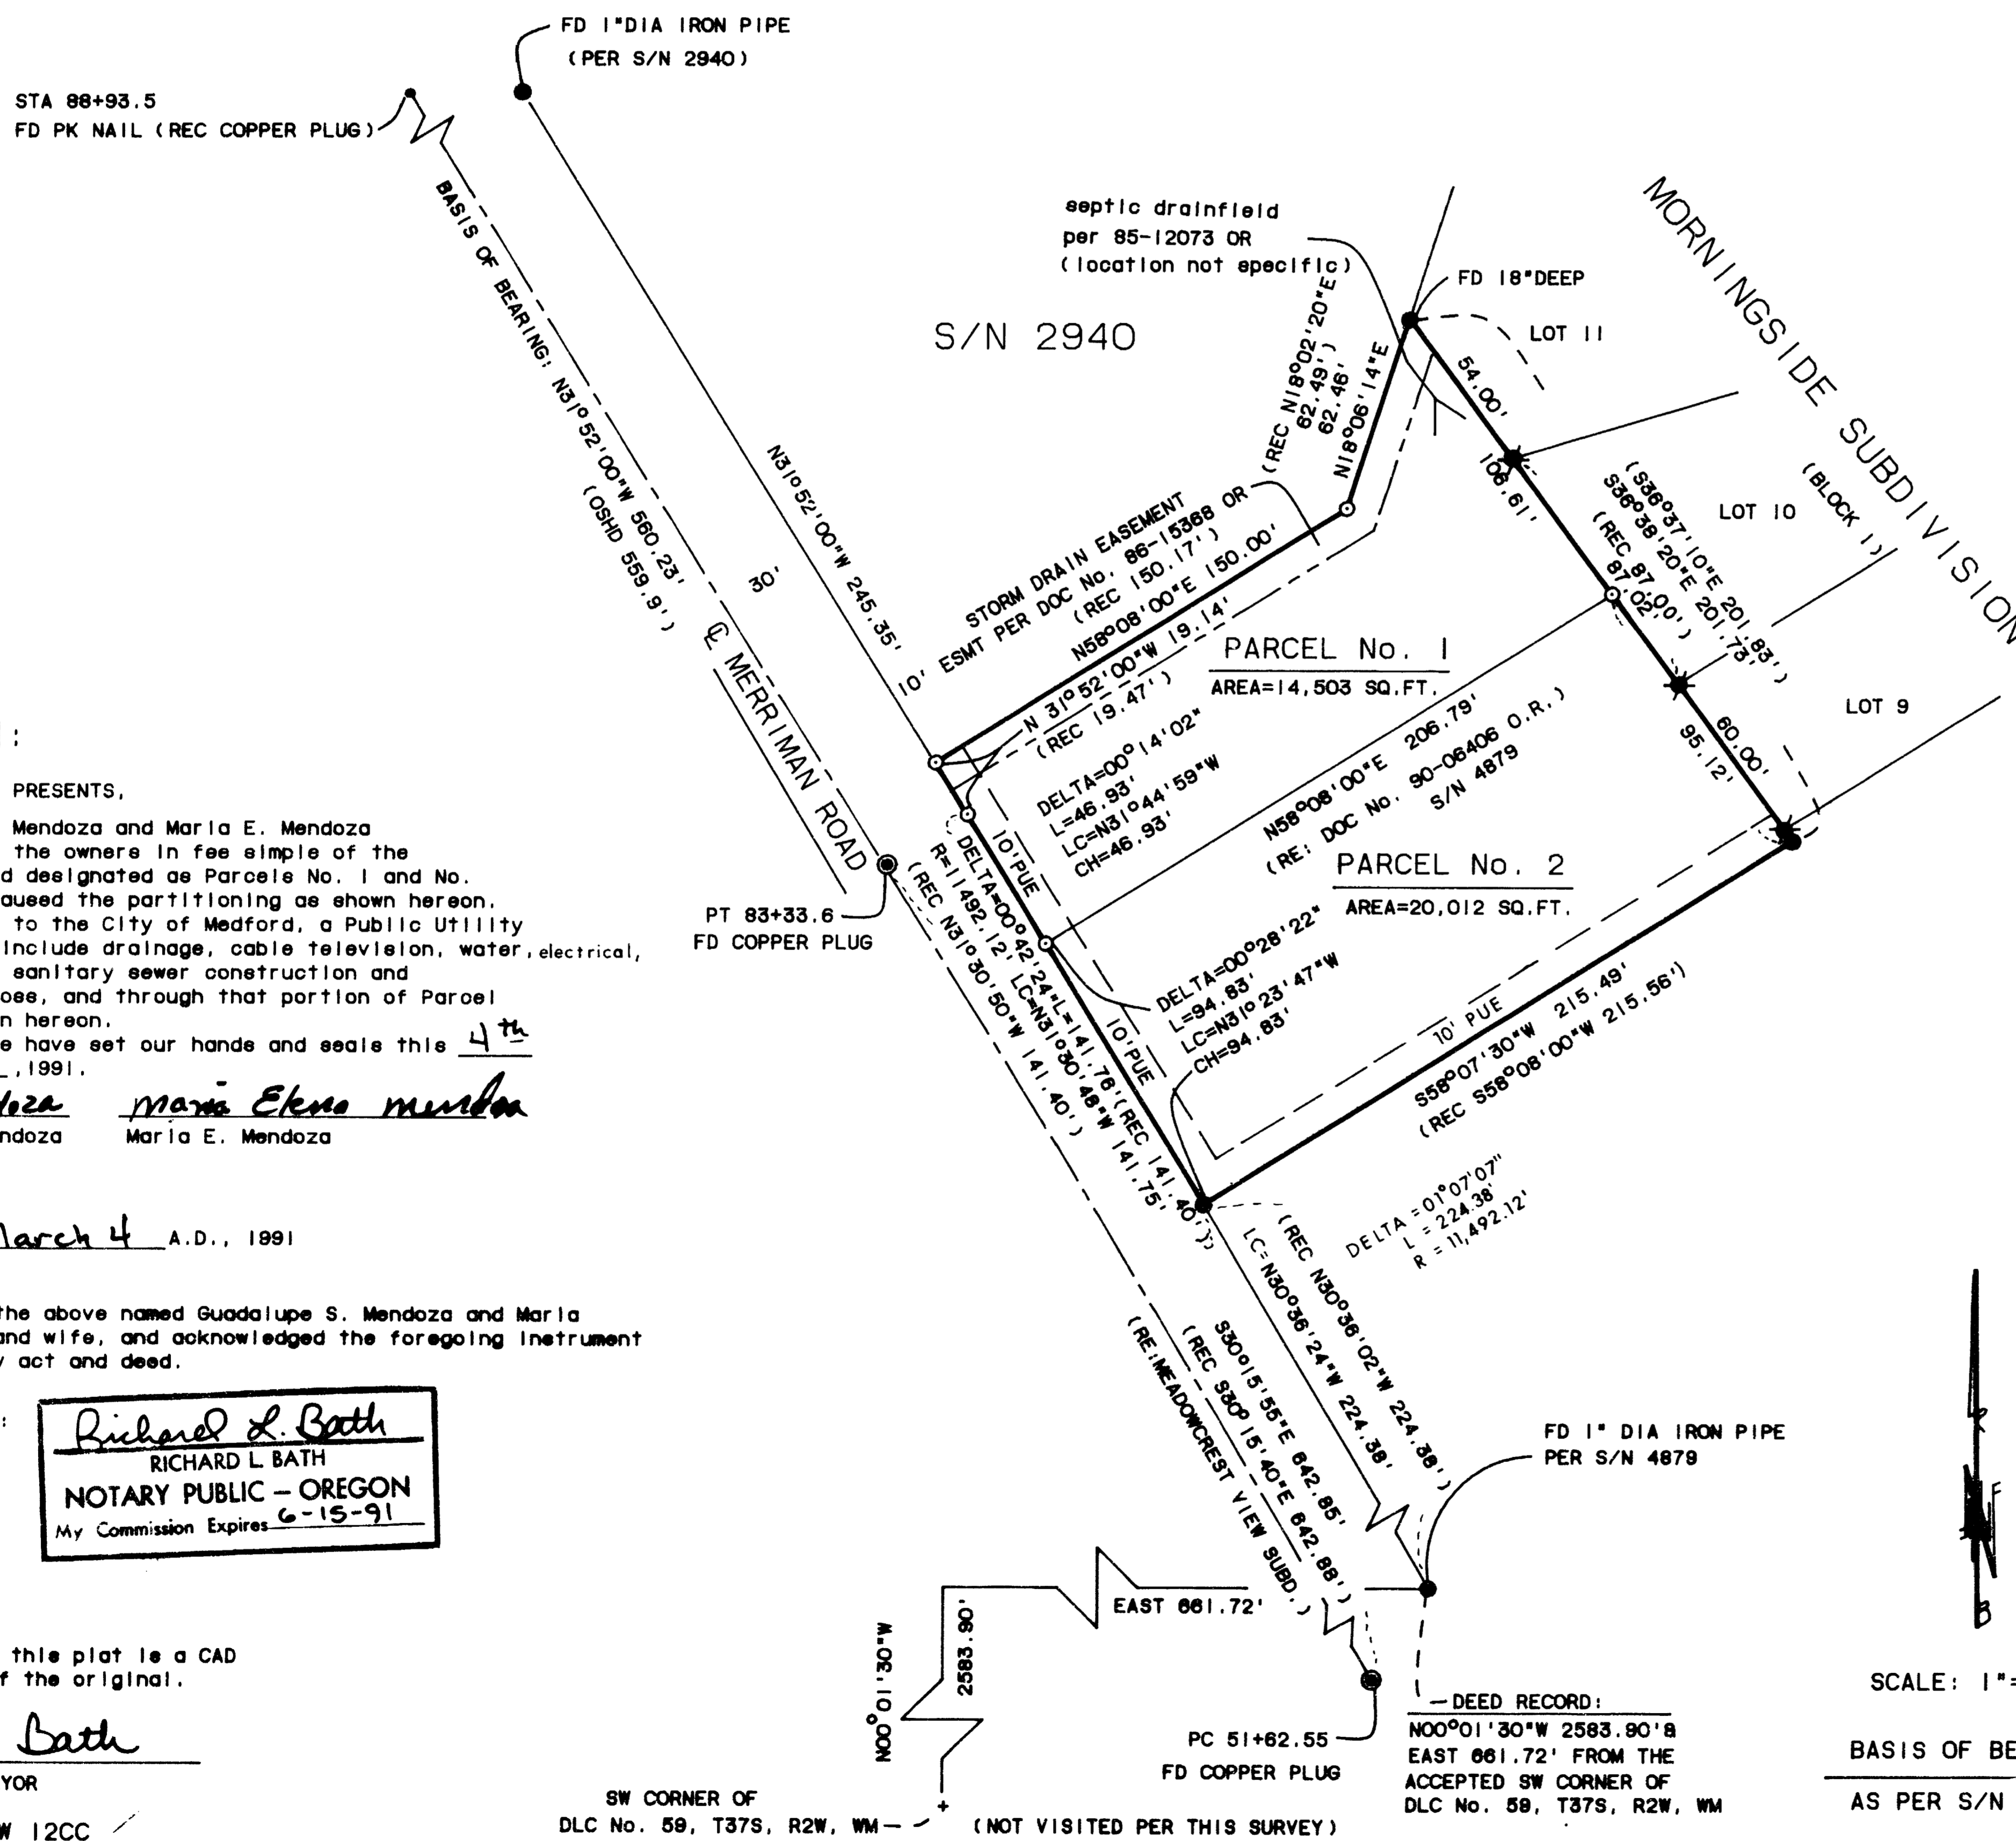 FD 1"DIA IRON PIPE
(PER S/N 2940)
STA 88+93.5
FD PK NAIL (REC COPPER PLUG)
BASIS OF BEARING: N31°52'00"W 560.23'
(OSHD 559.9')
30'
N31°52'00"W 245.35'
℄ MERRIMAN ROAD
S/N 2940
septic drainfield
per 85-12073 OR
(location not specific)
FD 18"DEEP
LOT 11
MORNINGSIDE SUBDIVISION
(BLOCK 1)
LOT 10
LOT 9
(REC N18°02'20"E
62.49')
62.46'
N18°06'14"E
54.00'
106.61'
(S36°37'10"E 201.83')
S36°38'20"E 201.73'
(REC 87.00')
87.02'
60.00'
95.12'
STORM DRAIN EASEMENT
10' ESMT PER DOC No. 86-15368 OR
(REC 150.17')
N58°08'00"E 150.00'
N 31°52'00"W 19.14'
(REC 19.47')
PARCEL No. 1
AREA=14,503 SQ.FT.
DELTA=00°14'02"
L=46.93'
LC=N31°44'59"W
CH=46.93'
N58°08'00"E 206.79'
(RE: DOC No. 90-06406 O.R.)
S/N 4879
PARCEL No. 2
AREA=20,012 SQ.FT.
10'PUE
DELTA=00°42'24"L=141.76'(REC 141.40')
R=11492.12' LC=N31°30'48"W 141.75'
(REC N31°30'50"W 141.40')
PT 83+33.6
FD COPPER PLUG
DELTA=00°28'22"
L=94.83'
LC=N31°23'47"W
CH=94.83'
10'PUE
10' PUE
S58°07'30"W 215.49'
(REC S58°08'00"W 215.56')
DELTA = 01°07'07"
L = 224.38'
R = 11,492.12'
(REC N30°36'02"W 224.38')
LC=N30°36'24"W 224.38'
S30°15'55"E 642.85'
(REC S30°15'40"E 642.88')
(RE:MEADOWCREST VIEW SUBD.)
FD 1" DIA IRON PIPE
PER S/N 4879
EAST 661.72'
N00°01'30"W
2583.90'
PC 51+62.55
FD COPPER PLUG
DEED RECORD:
N00°01'30"W 2583.90'&
EAST 661.72' FROM THE
ACCEPTED SW CORNER OF
DLC No. 59, T37S, R2W, WM
SW CORNER OF
DLC No. 59, T37S, R2W, WM
(NOT VISITED PER THIS SURVEY)
SCALE: 1"=
BASIS OF BE
AS PER S/N
:
PRESENTS,
Mendoza and Maria E. Mendoza
the owners in fee simple of the
d designated as Parcels No. 1 and No.
aused the partitioning as shown hereon.
to the City of Medford, a Public Utility
include drainage, cable television, water, electrical,
sanitary sewer construction and
oes, and through that portion of Parcel
n hereon.
e have set our hands and seals this 4th
,1991.
doza Maria Elena Mendoza
ndoza Maria E. Mendoza
March 4 A.D., 1991
the above named Guadalupe S. Mendoza and Maria
and wife, and acknowledged the foregoing instrument
y act and deed.
:
Richard L. Bath
RICHARD L. BATH
NOTARY PUBLIC – OREGON
My Commission Expires 6-15-91
this plat is a CAD
f the original.
Bath
YOR
W 12CC